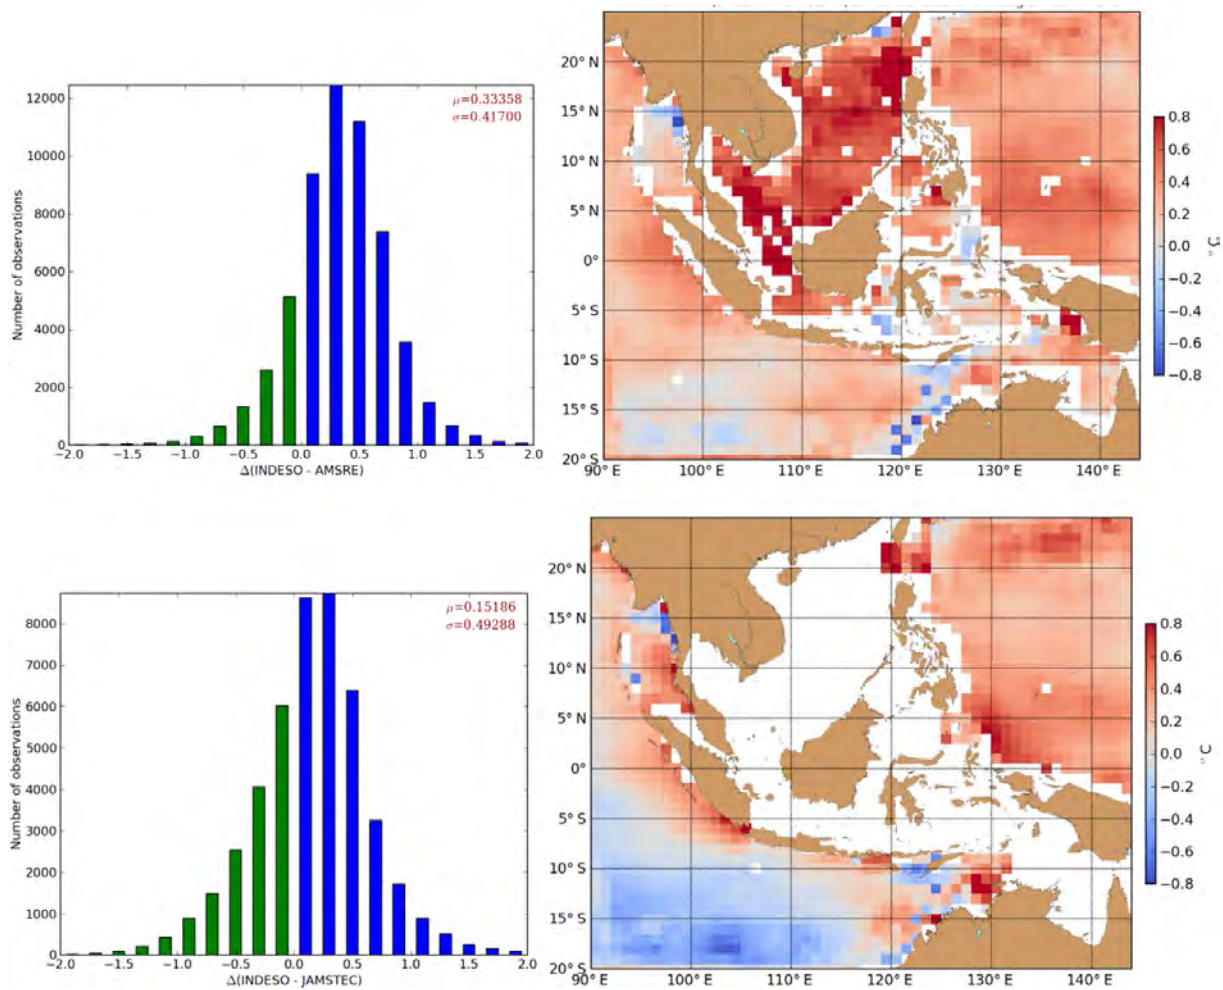 12000
10000
8000
6000
4000
2000
0
Number of observations
μ=0.33358
σ=0.41700
−2.0 −1.5 −1.0 −0.5 0.0 0.5 1.0 1.5 2.0
Δ(INDESO - AMSRE)
20° N
15° N
10° N
5° N
0°
5° S
10° S
15° S
20° S
90° E 100° E 110° E 120° E 130° E 140° E
0.8
0.6
0.4
0.2
0.0
−0.2
−0.4
−0.6
−0.8
°C
8000
7000
6000
5000
4000
3000
2000
1000
0
Number of observations
μ=0.15186
σ=0.49288
−2.0 −1.5 −1.0 −0.5 0.0 0.5 1.0 1.5 2.0
Δ(INDESO - JAMSTEC)
20° N
15° N
10° N
5° N
0°
5° S
10° S
15° S
20° S
90° E 100° E 110° E 120° E 130° E 140° E
0.8
0.6
0.4
0.2
0.0
−0.2
−0.4
−0.6
−0.8
°C